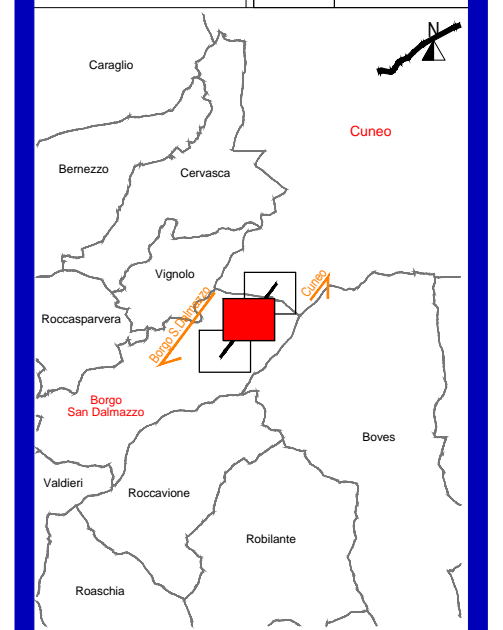 N
Caraglio
Cuneo
Bernezzo
Cervasca
Vignolo
Cuneo
Borgo S.Dalmazzo
Roccasparvera
Borgo
San Dalmazzo
Boves
Valdieri
Roccavione
Robilante
Roaschia